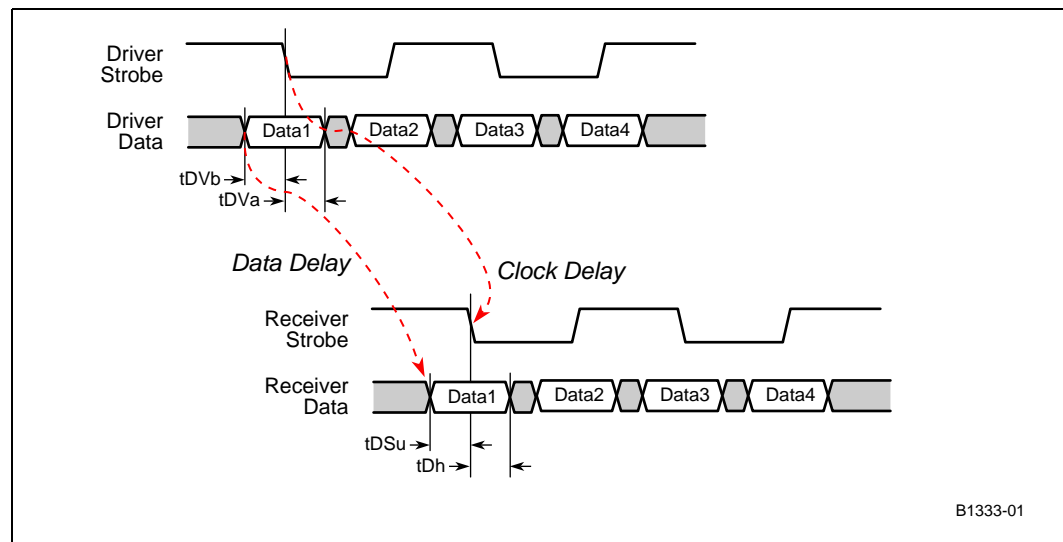 Driver
Strobe
Driver
Data
Data1
Data2
Data3
Data4
tDVb
tDVa
Data Delay
Clock Delay
Receiver
Strobe
Receiver
Data
Data1
Data2
Data3
Data4
tDSu
tDh
B1333-01